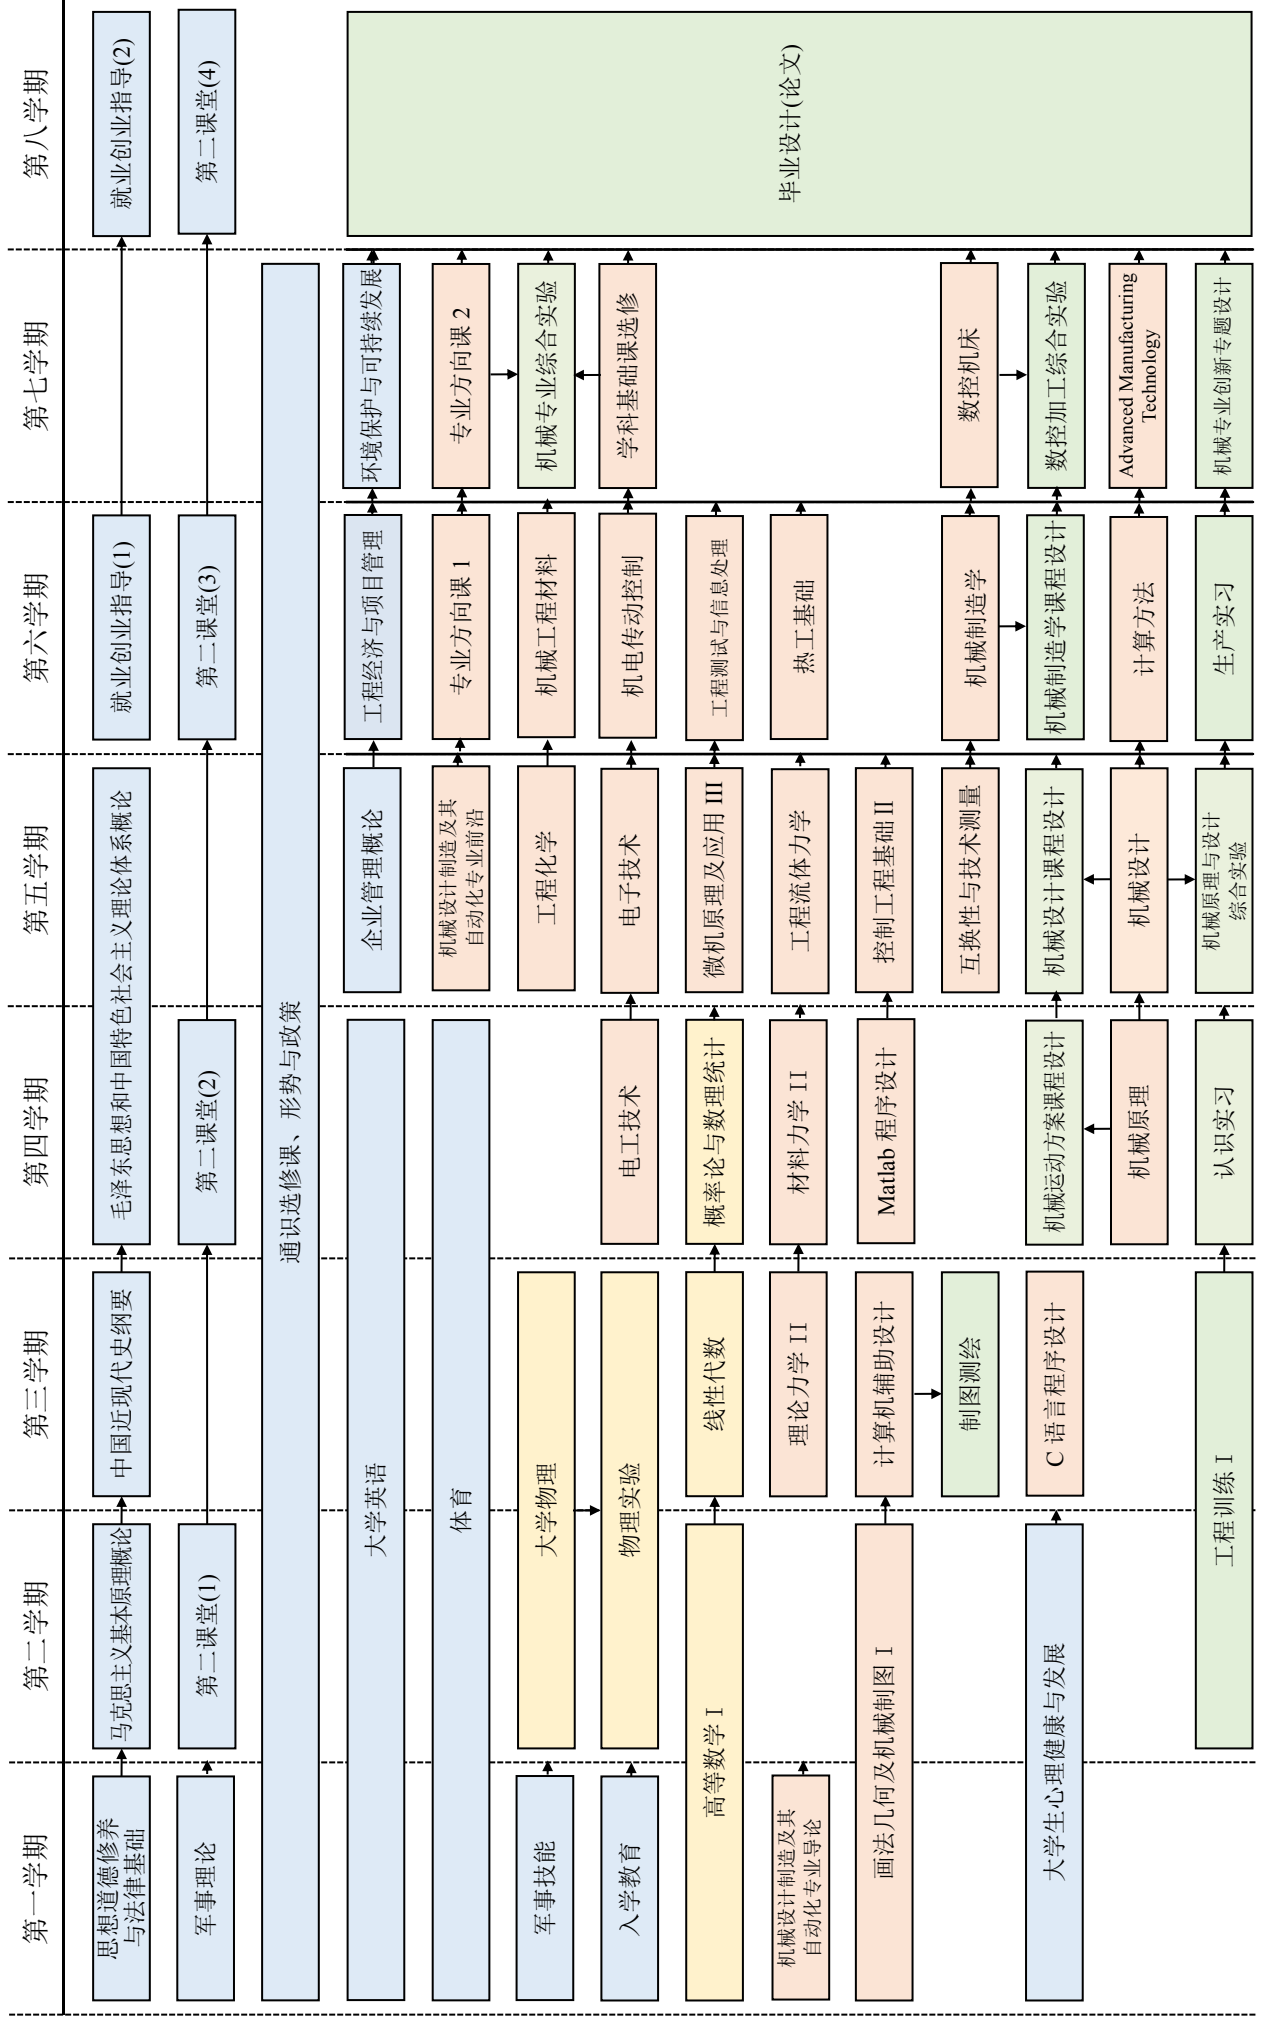 第一学期
第二学期
第三学期
第四学期
第五学期
第六学期
第七学期
第八学期
思想道德修养
与法律基础
马克思主义基本原理概论
中国近现代史纲要
毛泽东思想和中国特色社会主义理论体系概论
就业创业指导(1)
就业创业指导(2)
军事理论
第二课堂(1)
第二课堂(2)
第二课堂(3)
第二课堂(4)
通识选修课、形势与政策
大学英语
企业管理概论
工程经济与项目管理
环境保护与可持续发展
毕业设计(论文)
体育
机械设计制造及其
自动化专业前沿
专业方向课 1
专业方向课 2
军事技能
大学物理
工程化学
机械工程材料
机械专业综合实验
入学教育
物理实验
电工技术
电子技术
机电传动控制
学科基础课选修
高等数学 I
线性代数
概率论与数理统计
微机原理及应用 III
工程测试与信息处理
机械设计制造及其
自动化专业导论
理论力学 II
材料力学 II
工程流体力学
热工基础
画法几何及机械制图 I
计算机辅助设计
Matlab 程序设计
控制工程基础 II
制图测绘
互换性与技术测量
机械制造学
数控机床
大学生心理健康与发展
C 语言程序设计
机械运动方案课程设计
机械设计课程设计
机械制造学课程设计
数控加工综合实验
机械原理
机械设计
计算方法
Advanced Manufacturing
Technology
工程训练 I
认识实习
机械原理与设计
综合实验
生产实习
机械专业创新专题设计